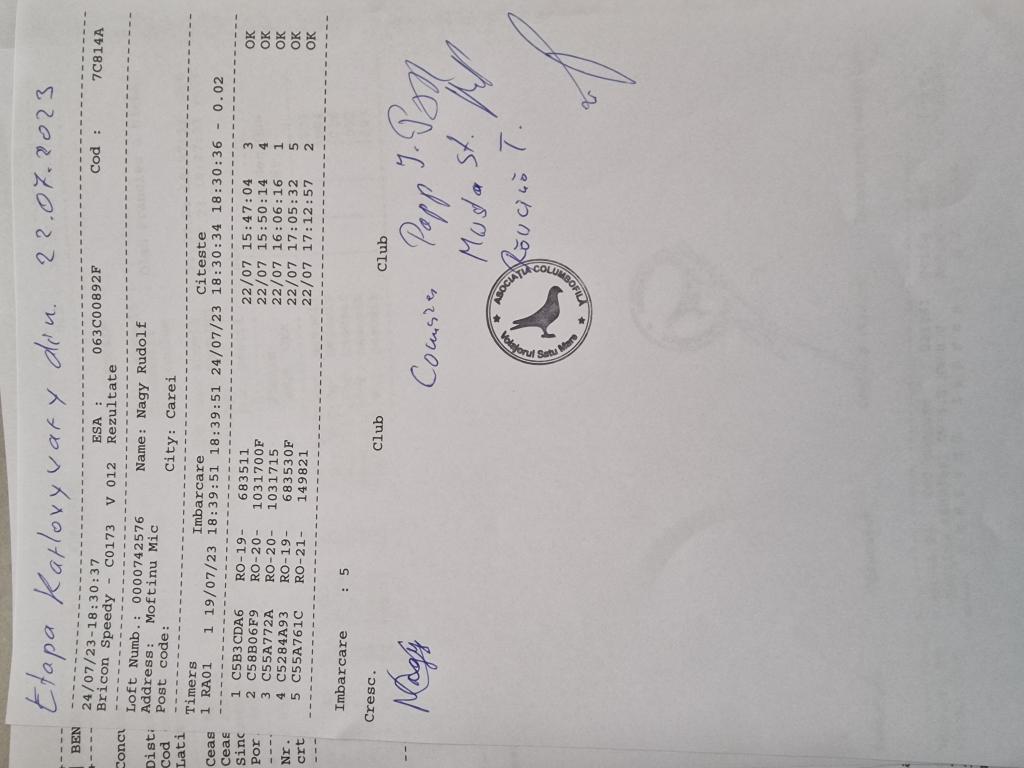 Etapa Karlovy vary din. 22.07.2023
24/07/23-18:30:37 ESA : 063C00892F Cod : 7C814A
Bricon Speedy - C0173 V 012 Rezultate
Loft Numb.: 0000742576 Name: Nagy Rudolf
Address: Moftinu Mic
Post code: City: Carei
Timers Imbarcare Citeste
1 RA01 1 19/07/23 18:39:51 18:39:51 24/07/23 18:30:34 18:30:36 - 0.02
1 C5B3CDA6 RO-19- 683511 22/07 15:47:04 3 OK
2 C58B06F9 RO-20- 1031700F 22/07 15:50:14 4 OK
3 C55A772A RO-20- 1031715 22/07 16:06:16 1 OK
4 C5284A93 RO-19- 683530F 22/07 17:05:32 5 OK
5 C55A761C RO-21- 149821 22/07 17:12:57 2 OK
Imbarcare : 5
Cresc. Club Club
Nagy
Papp J.
Musta St.
ASOCIAȚIA COLUMBOFILA
Voiajorul Satu Mare
BEN
Concu
Dista
Cod
Lati
Ceas
Ceas
Sinc
Por
Nr.
crt